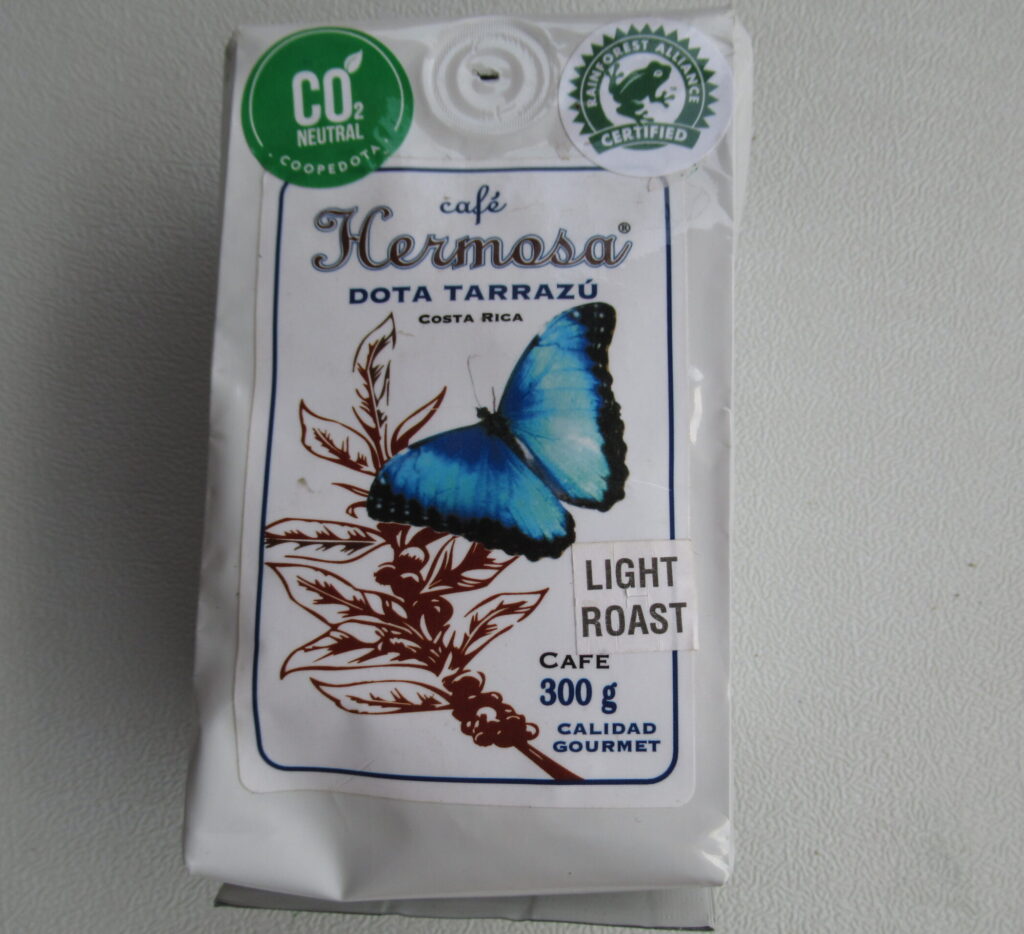 CO2
NEUTRAL
· COOPEDOTA ·
RAINFOREST ALLIANCE
CERTIFIED
café
Hermosa®
DOTA TARRAZÚ
COSTA RICA
LIGHT
ROAST
CAFE
300 g
CALIDAD
GOURMET